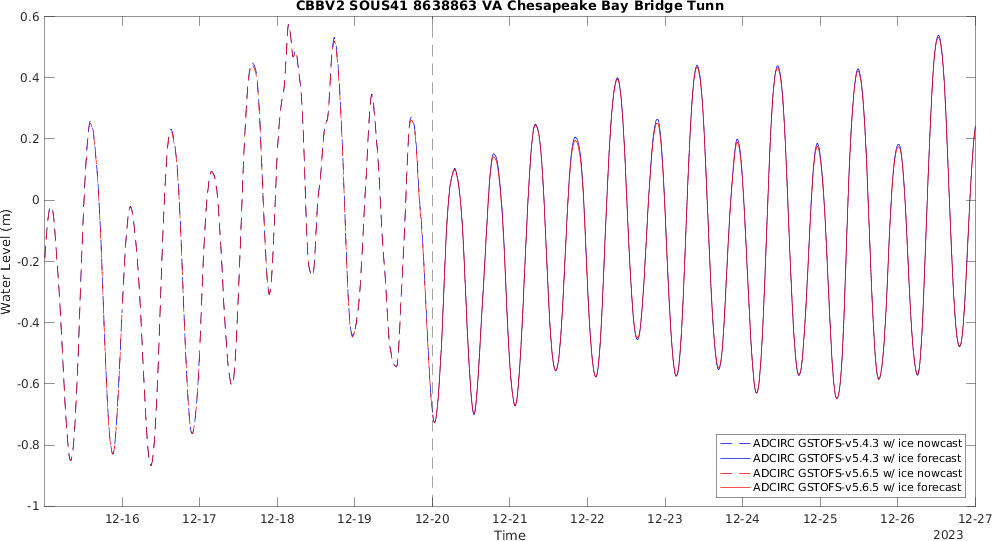 CBBV2 SOUS41 8638863 VA Chesapeake Bay Bridge Tunn
0.6
0.4
0.2
0
-0.2
-0.4
-0.6
-0.8
-1
Water Level (m)
12-16 12-17 12-18 12-19 12-20 12-21 12-22 12-23 12-24 12-25 12-26 12-27
Time
2023
ADCIRC GSTOFS-v5.4.3 w/ ice nowcast
ADCIRC GSTOFS-v5.4.3 w/ ice forecast
ADCIRC GSTOFS-v5.6.5 w/ ice nowcast
ADCIRC GSTOFS-v5.6.5 w/ ice forecast